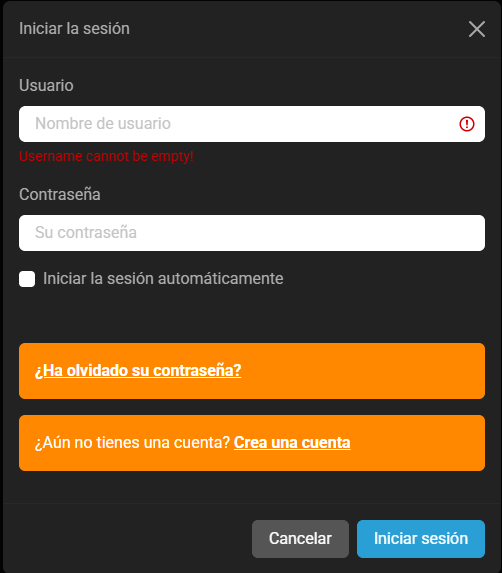 Iniciar la sesión
Usuario
Nombre de usuario
Username cannot be empty!
Contraseña
Su contraseña
Iniciar la sesión automáticamente
¿Ha olvidado su contraseña?
¿Aún no tienes una cuenta? Crea una cuenta
Cancelar Iniciar sesión